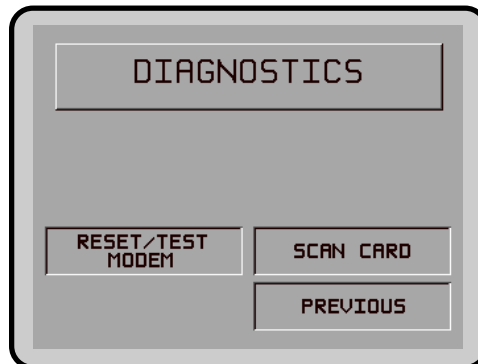 DIAGNOSTICS
RESET/TEST
MODEM
SCAN CARD
PREVIOUS